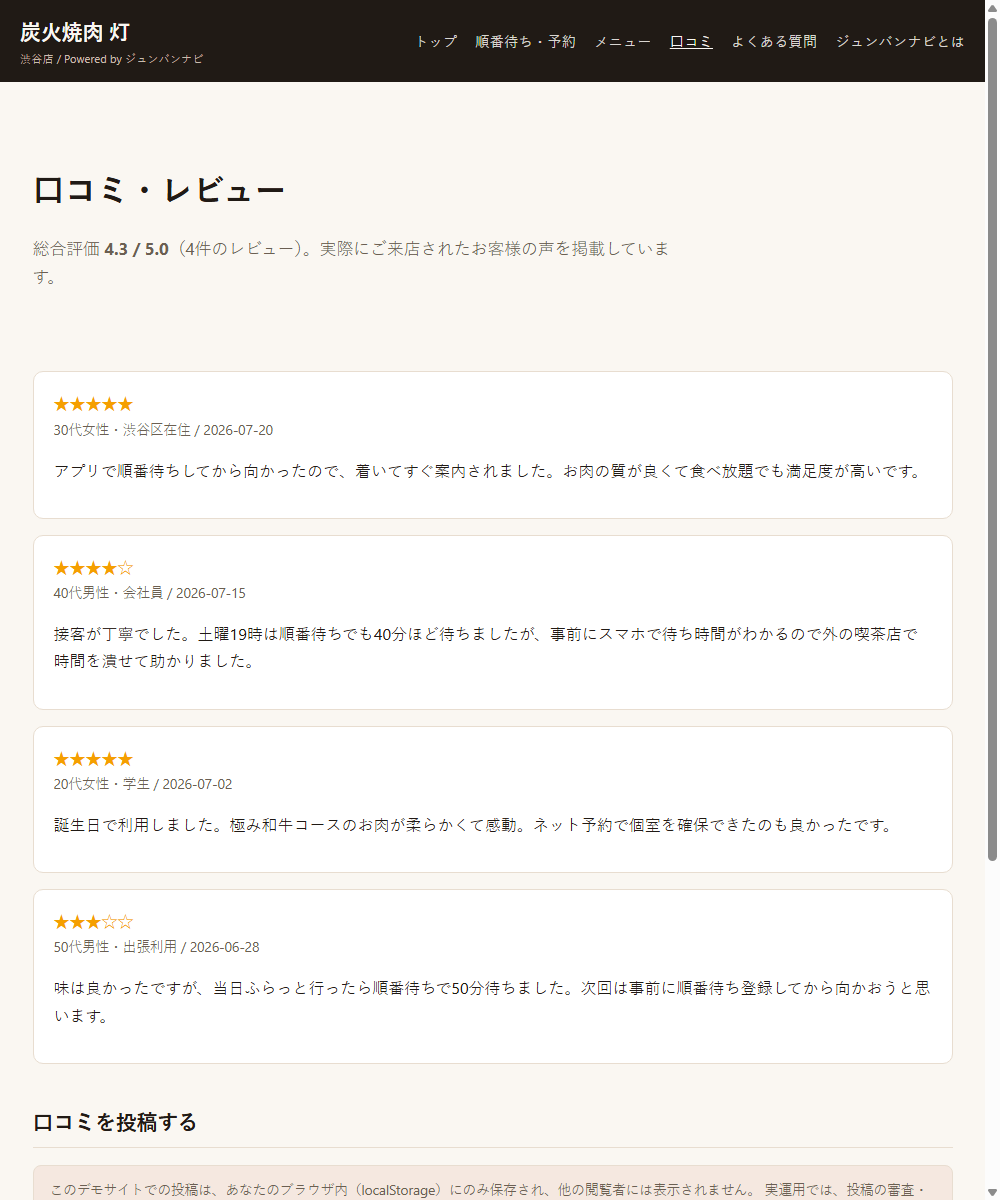 炭火焼肉 灯
渋谷店 / Powered by ジュンバンナビ
トップ 順番待ち・予約 メニュー 口コミ よくある質問 ジュンバンナビとは
口コミ・レビュー
総合評価 4.3 / 5.0（4件のレビュー）。実際にご来店されたお客様の声を掲載していま
す。
★★★★★
30代女性・渋谷区在住 / 2026-07-20
アプリで順番待ちしてから向かったので、着いてすぐ案内されました。お肉の質が良くて食べ放題でも満足度が高いです。
★★★★☆
40代男性・会社員 / 2026-07-15
接客が丁寧でした。土曜19時は順番待ちでも40分ほど待ちましたが、事前にスマホで待ち時間がわかるので外の喫茶店で
時間を潰せて助かりました。
★★★★★
20代女性・学生 / 2026-07-02
誕生日で利用しました。極み和牛コースのお肉が柔らかくて感動。ネット予約で個室を確保できたのも良かったです。
★★★☆☆
50代男性・出張利用 / 2026-06-28
味は良かったですが、当日ふらっと行ったら順番待ちで50分待ちました。次回は事前に順番待ち登録してから向かおうと思
います。
口コミを投稿する
このデモサイトでの投稿は、あなたのブラウザ内（localStorage）にのみ保存され、他の閲覧者には表示されません。 実運用では、投稿の審査・